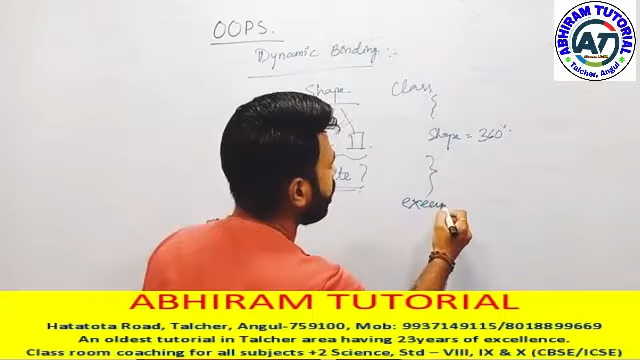 OOPS.
Dynamic Binding :-
Shape
Class
{
Shape = 360°.
}
execu
ABHIRAM TUTORIAL
AT
Talcher, Angul
ABHIRAM TUTORIAL
Hatatota Road, Talcher, Angul-759100, Mob: 9937149115/8018899669
An oldest tutorial in Talcher area having 23years of excellence.
Class room coaching for all subjects +2 Science, Std – VIII, IX & X (CBSE/ICSE)